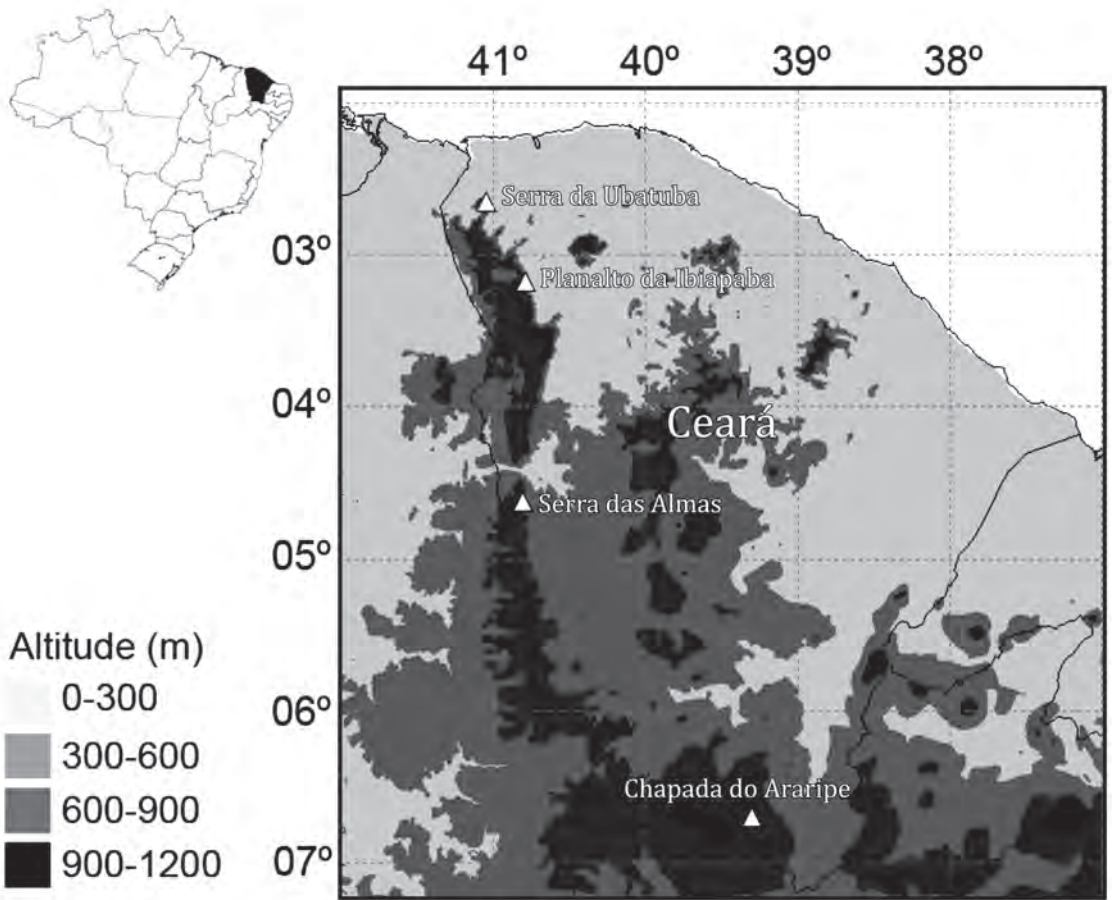 41º 40º 39º 38º
Serra da Ubatuba
03º
Planalto da Ibiapaba
04º
Ceará
Serra das Almas
05º
Altitude (m)
0-300
06º
300-600
Chapada do Araripe
600-900
07º
900-1200